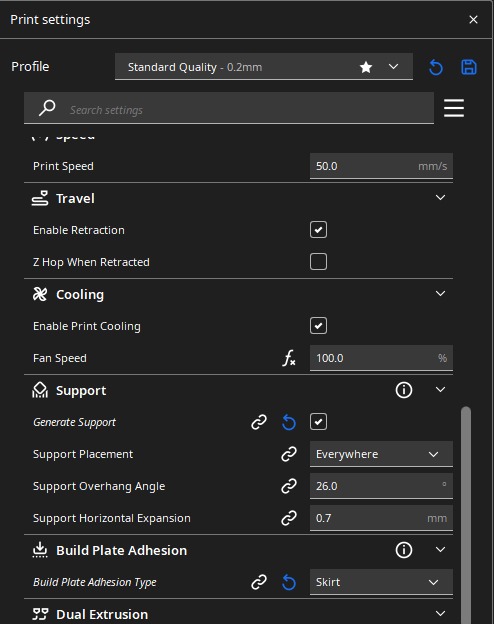 Print settings
Profile
Standard Quality - 0.2mm
Search settings
Speed
Print Speed 50.0 mm/s
Travel
Enable Retraction
Z Hop When Retracted
Cooling
Enable Print Cooling
Fan Speed 100.0 %
Support
Generate Support
Support Placement Everywhere
Support Overhang Angle 26.0 °
Support Horizontal Expansion 0.7 mm
Build Plate Adhesion
Build Plate Adhesion Type Skirt
Dual Extrusion